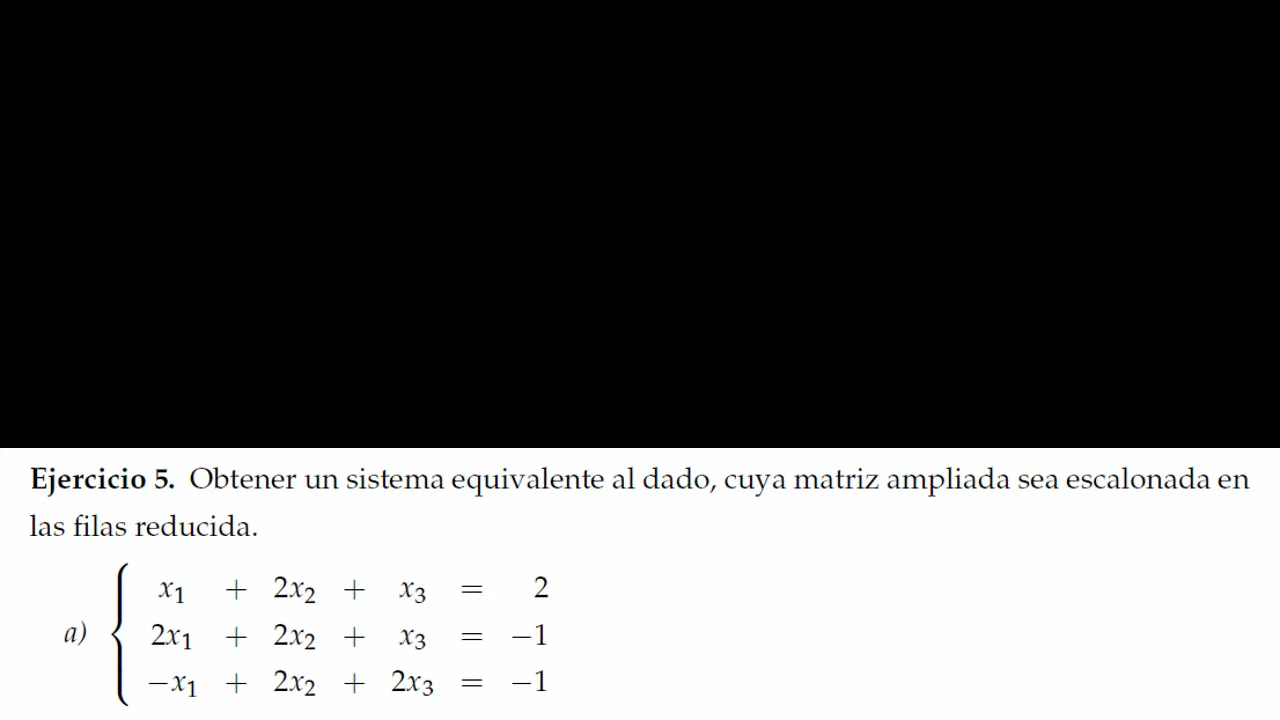 Ejercicio 5. Obtener un sistema equivalente al dado, cuya matriz ampliada sea escalonada en
las filas reducida.
a) { x₁ + 2x₂ + x₃ = 2
2x₁ + 2x₂ + x₃ = −1
−x₁ + 2x₂ + 2x₃ = −1